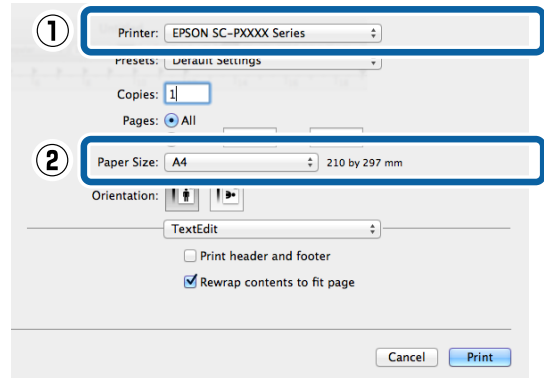 1
Printer: EPSON SC-PXXXX Series
Presets: Default Settings
Copies: 1
Pages: All
2
Paper Size: A4 210 by 297 mm
Orientation:
TextEdit
Print header and footer
Rewrap contents to fit page
Cancel Print